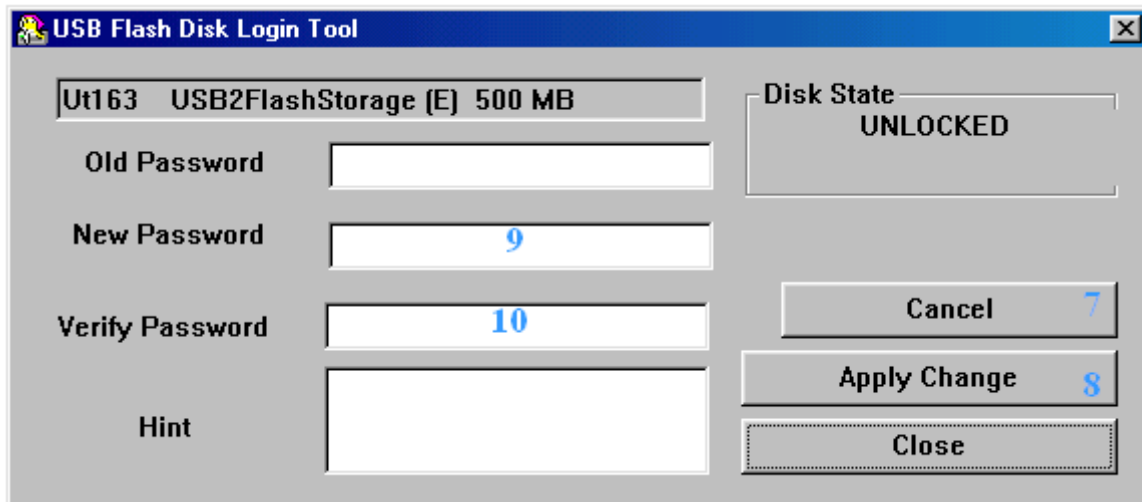 USB Flash Disk Login Tool
Ut163 USB2FlashStorage (E) 500 MB
Disk State
UNLOCKED
Old Password
New Password
9
Verify Password
10
Hint
Cancel 7
Apply Change 8
Close